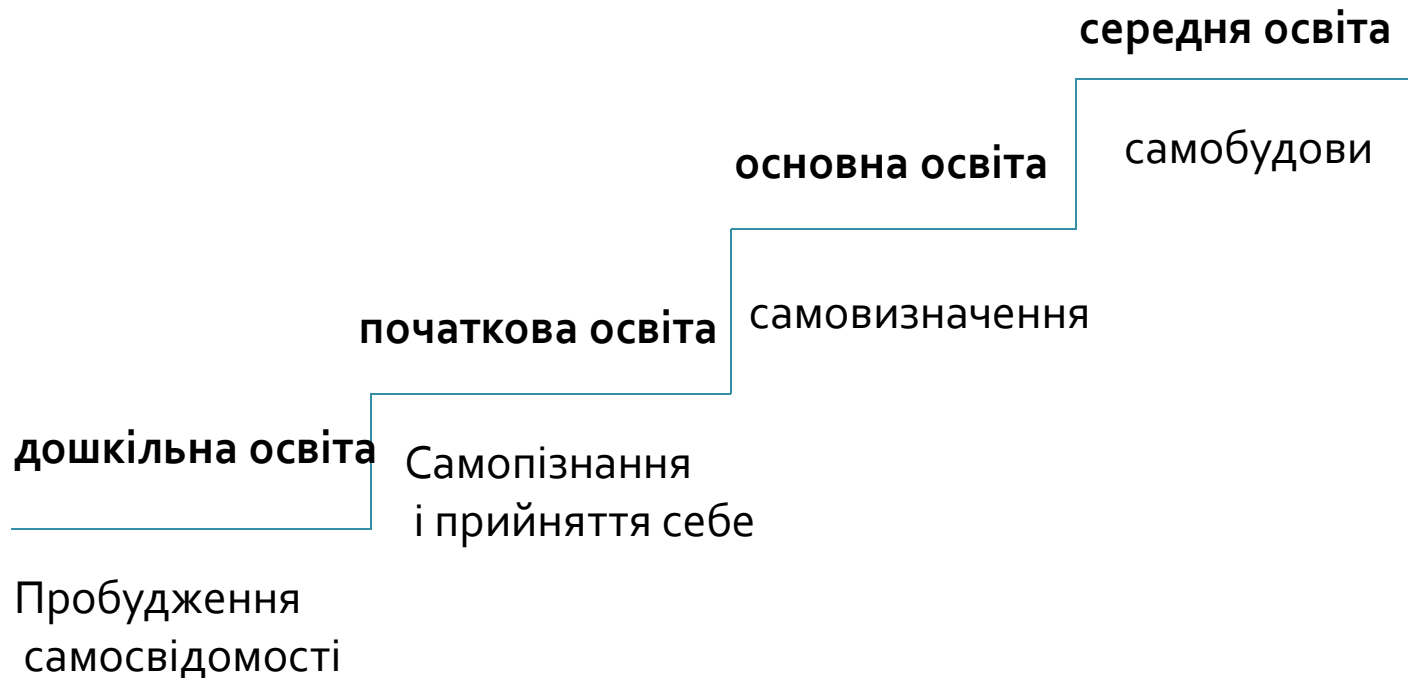 середня освіта
самобудови
основна освіта
самовизначення
початкова освіта
Самопізнання
і прийняття себе
дошкільна освіта
Пробудження
самосвідомості